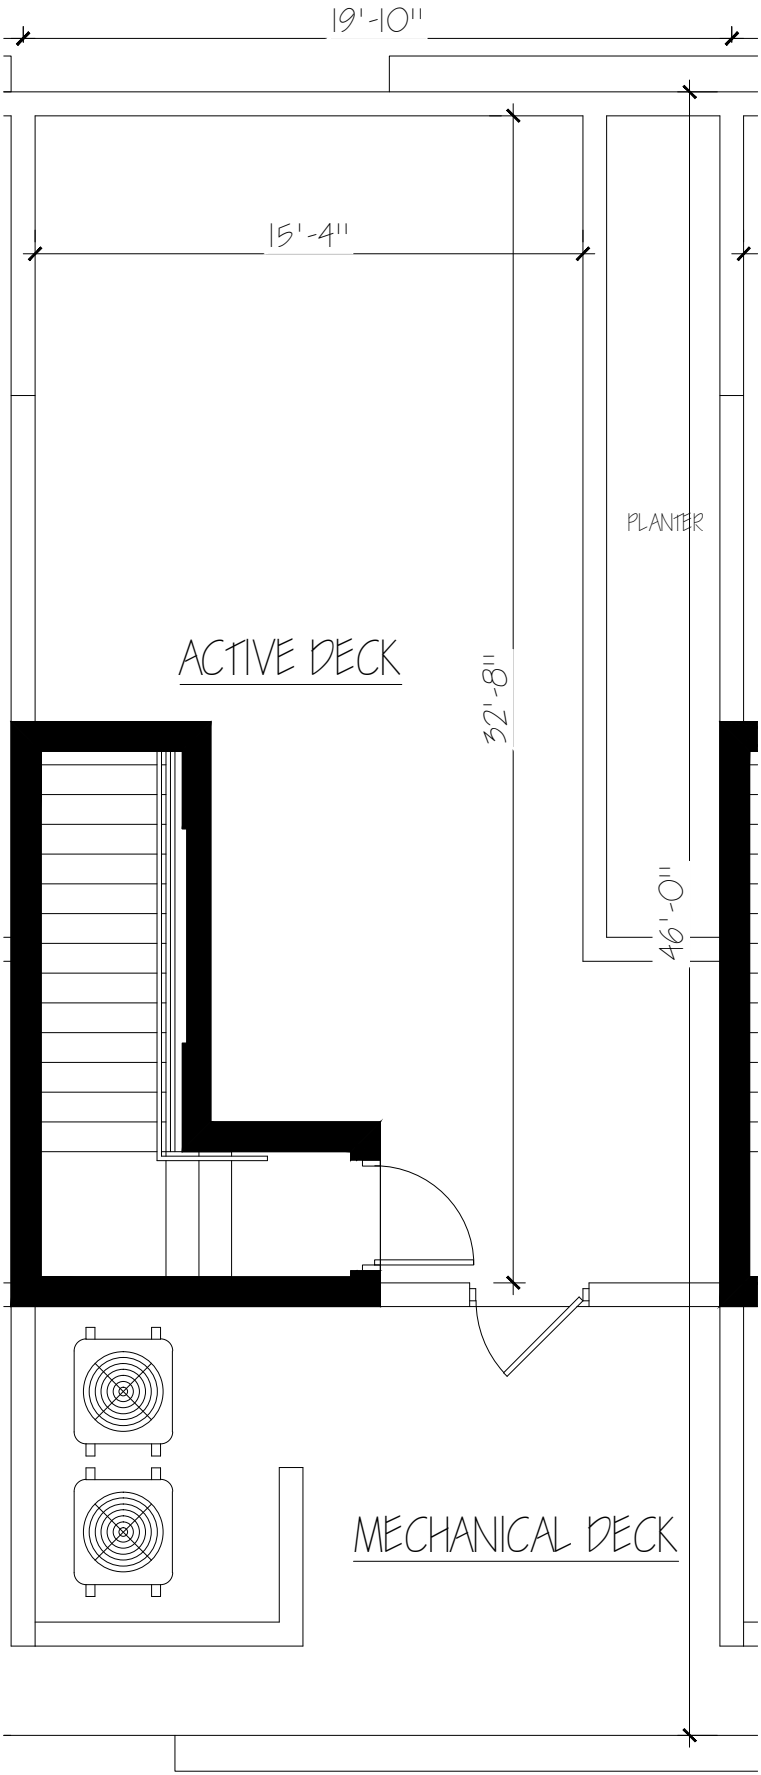 19'-10"
15'-4"
PLANTER
ACTIVE DECK
32'-8"
46'-0"
MECHANICAL DECK